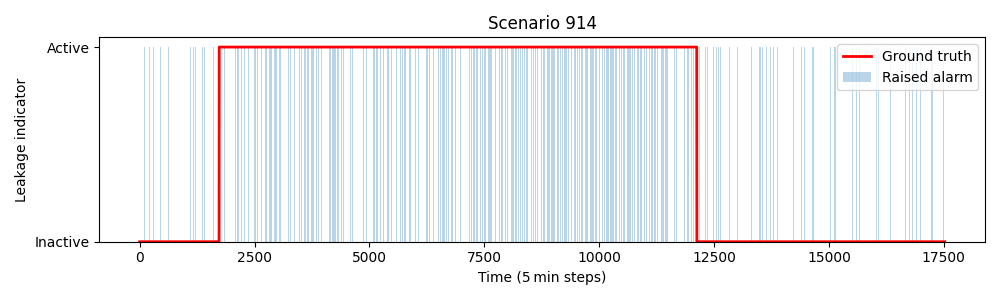 Scenario 914
Active
Ground truth
Raised alarm
Leakage indicator
Inactive
0
2500
5000
7500
10000
12500
15000
17500
Time (5 min steps)